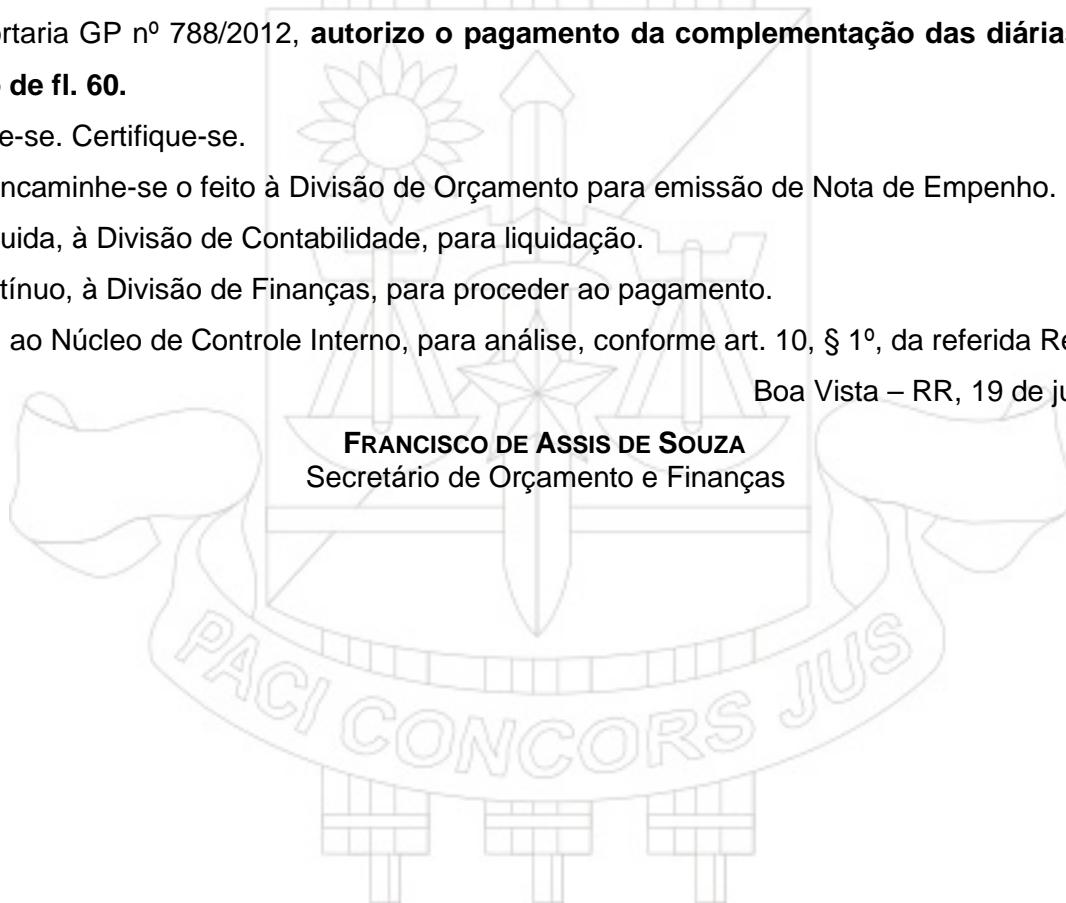 rtaria GP nº 788/2012, autorizo o pagamento da complementação das diária
de fl. 60.
e-se. Certifique-se.
ncaminhe-se o feito à Divisão de Orçamento para emissão de Nota de Empenho.
uida, à Divisão de Contabilidade, para liquidação.
tínuo, à Divisão de Finanças, para proceder ao pagamento.
ao Núcleo de Controle Interno, para análise, conforme art. 10, § 1º, da referida Re
Boa Vista – RR, 19 de ju
FRANCISCO DE ASSIS DE SOUZA
Secretário de Orçamento e Finanças
PACI CONCORS JUS